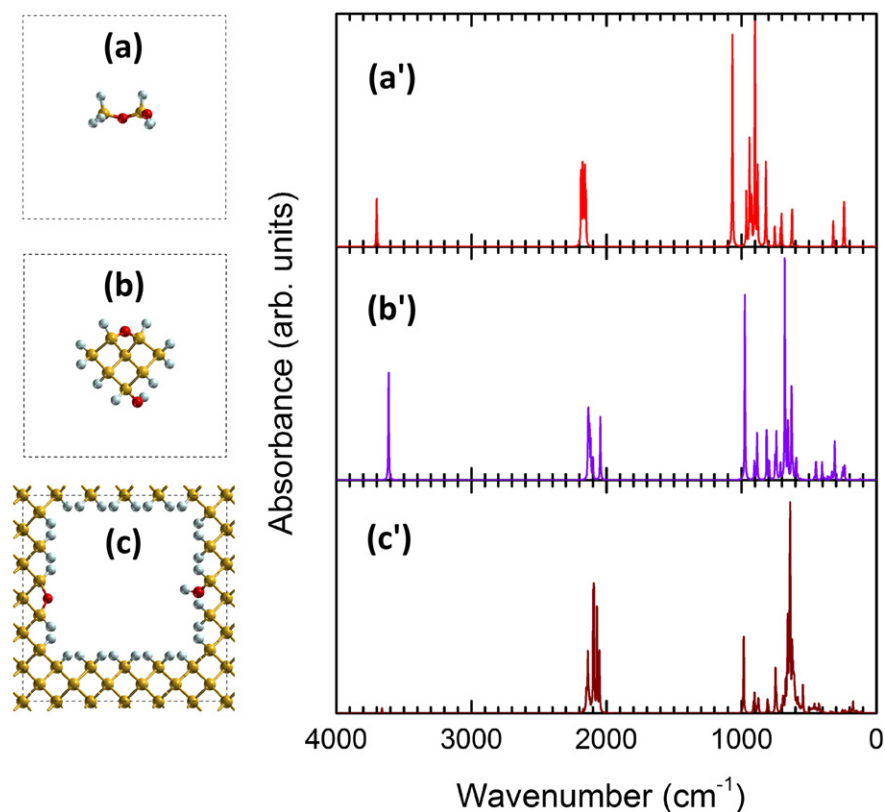 (a)
(b)
(c)
(a')
(b')
(c')
Absorbance (arb. units)
4000 3000 2000 1000 0
Wavenumber (cm⁻¹)